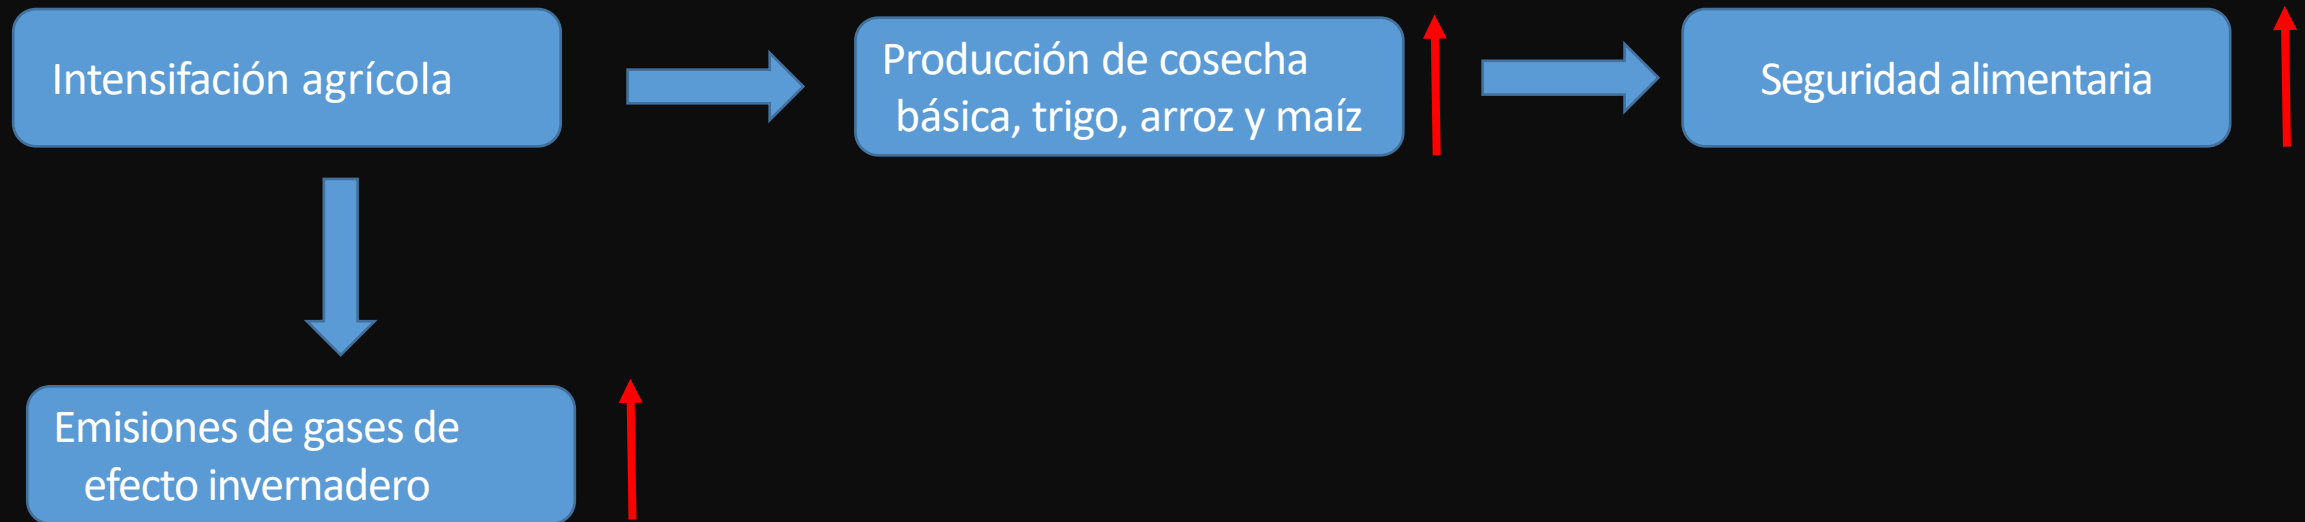 Intensifación agrícola
Producción de cosecha
básica, trigo, arroz y maíz
Seguridad alimentaria
Emisiones de gases de
efecto invernadero